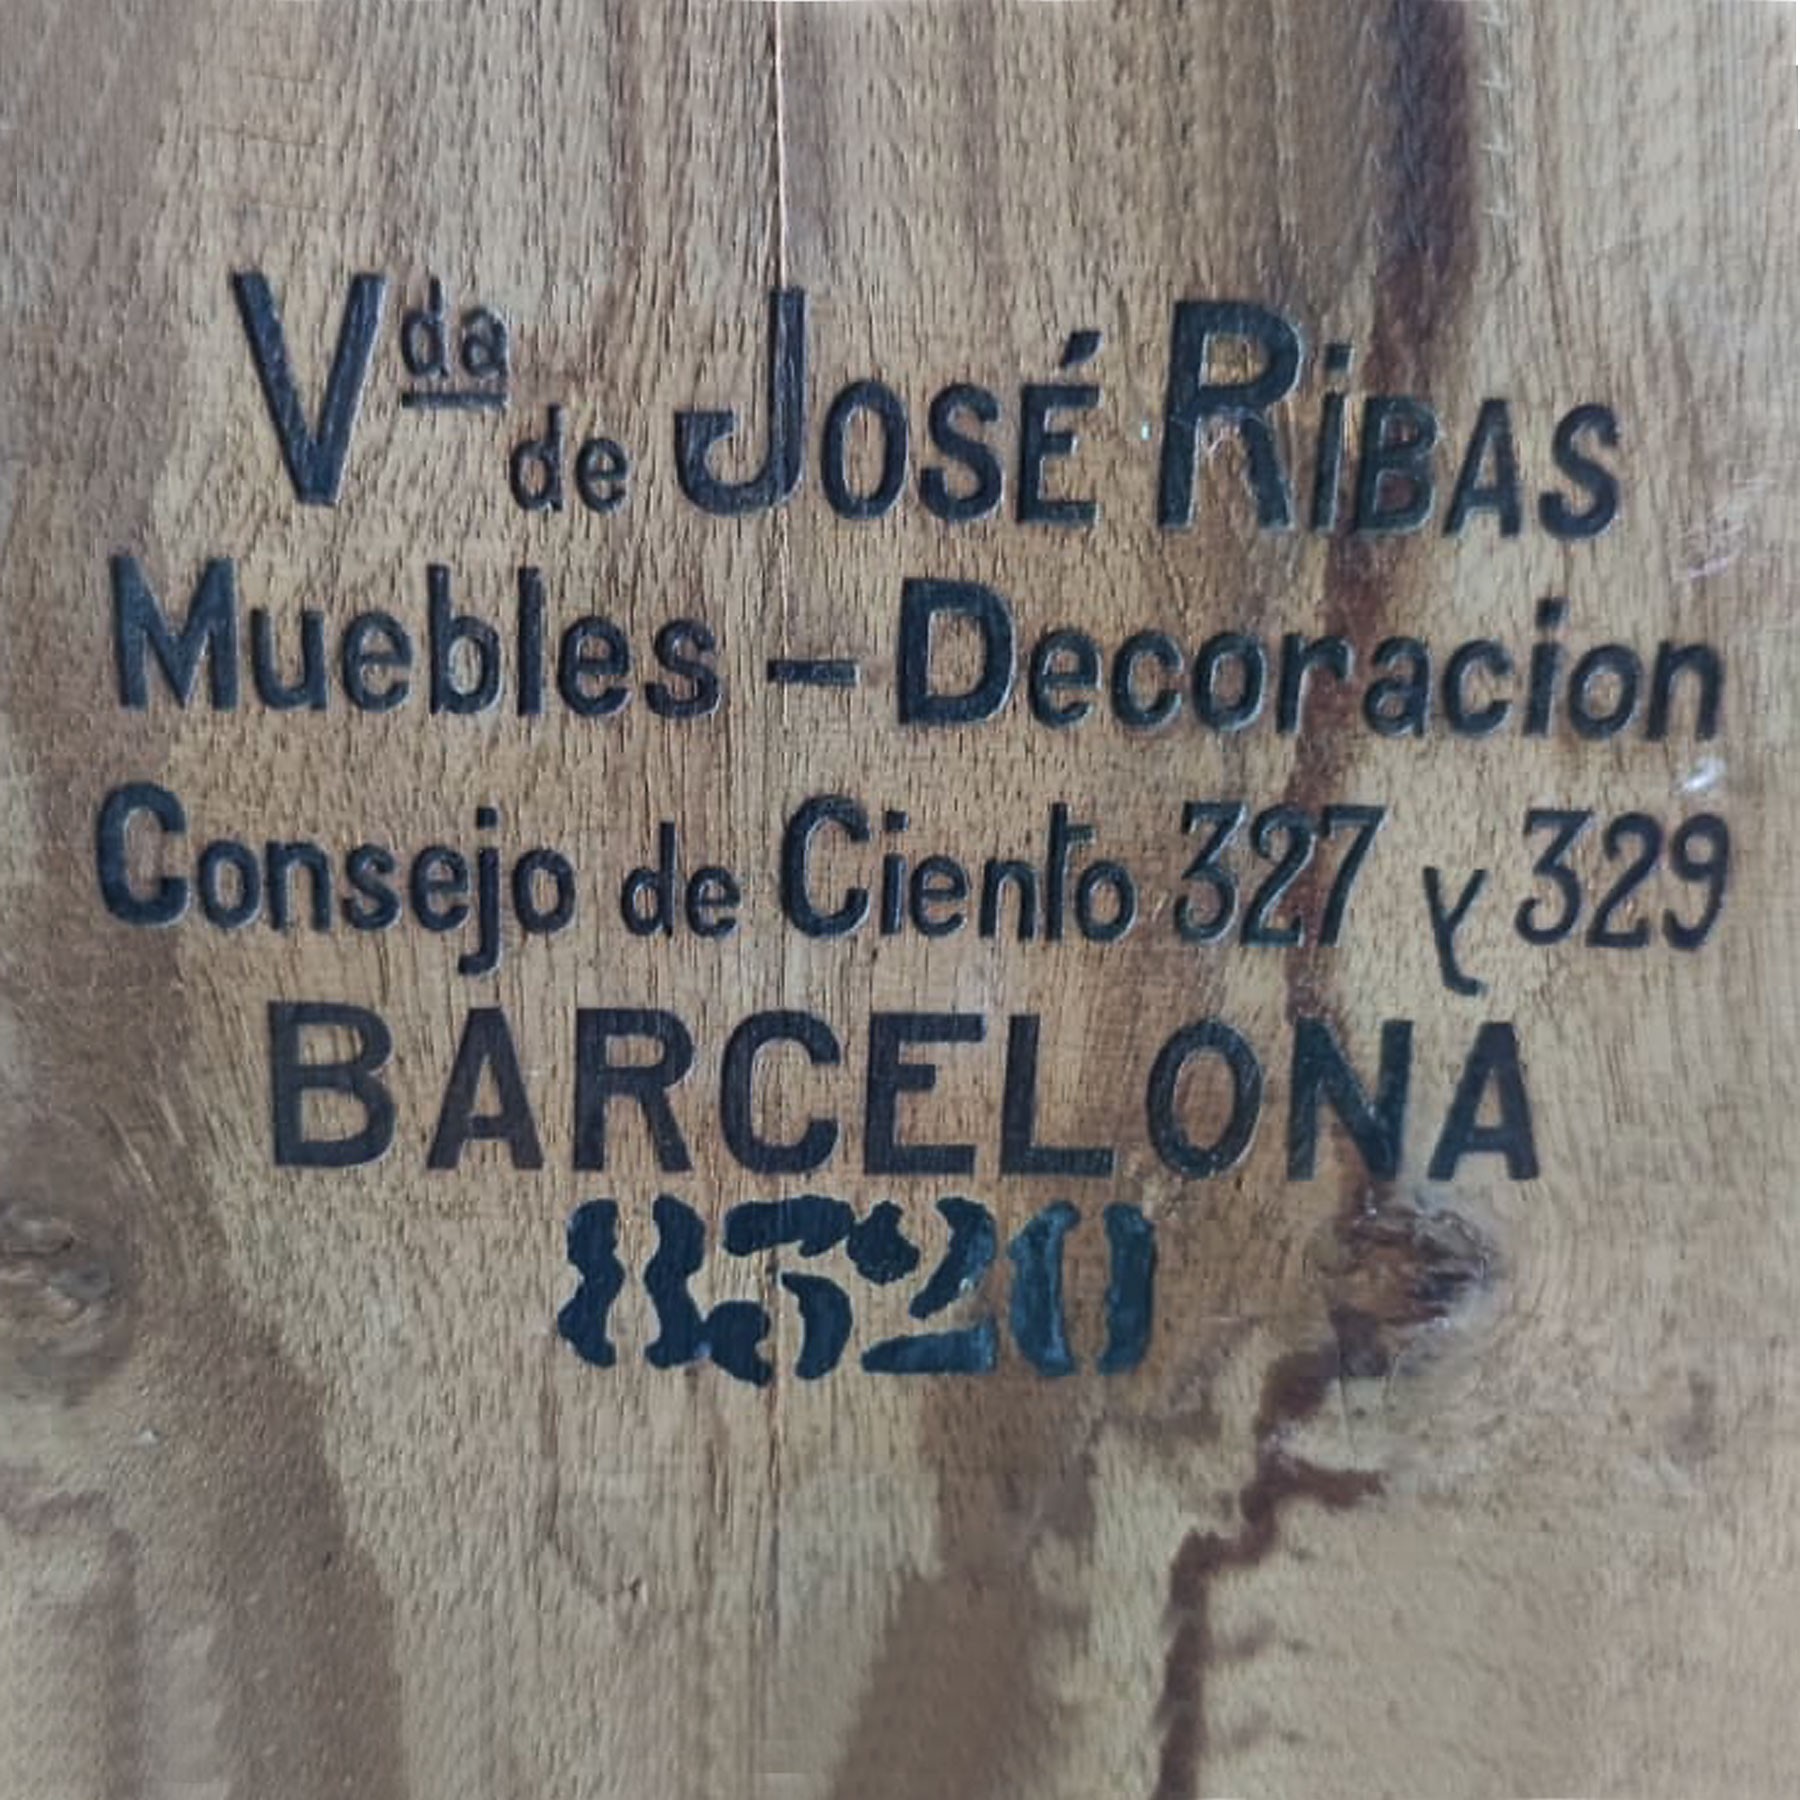 Vda de JOSÉ RiBAS
Muebles - Decoracion
Consejo de Ciento 327 y 329
BARCELONA
8520